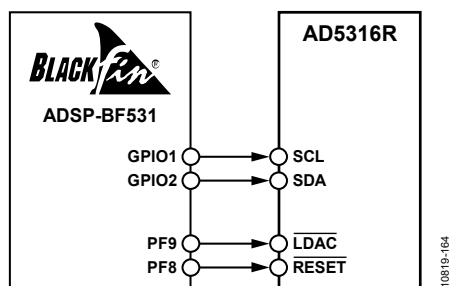 BLACKfin®
ADSP-BF531
AD5316R
GPIO1 SCL
GPIO2 SDA
PF9 LDAC
PF8 RESET
10819-164